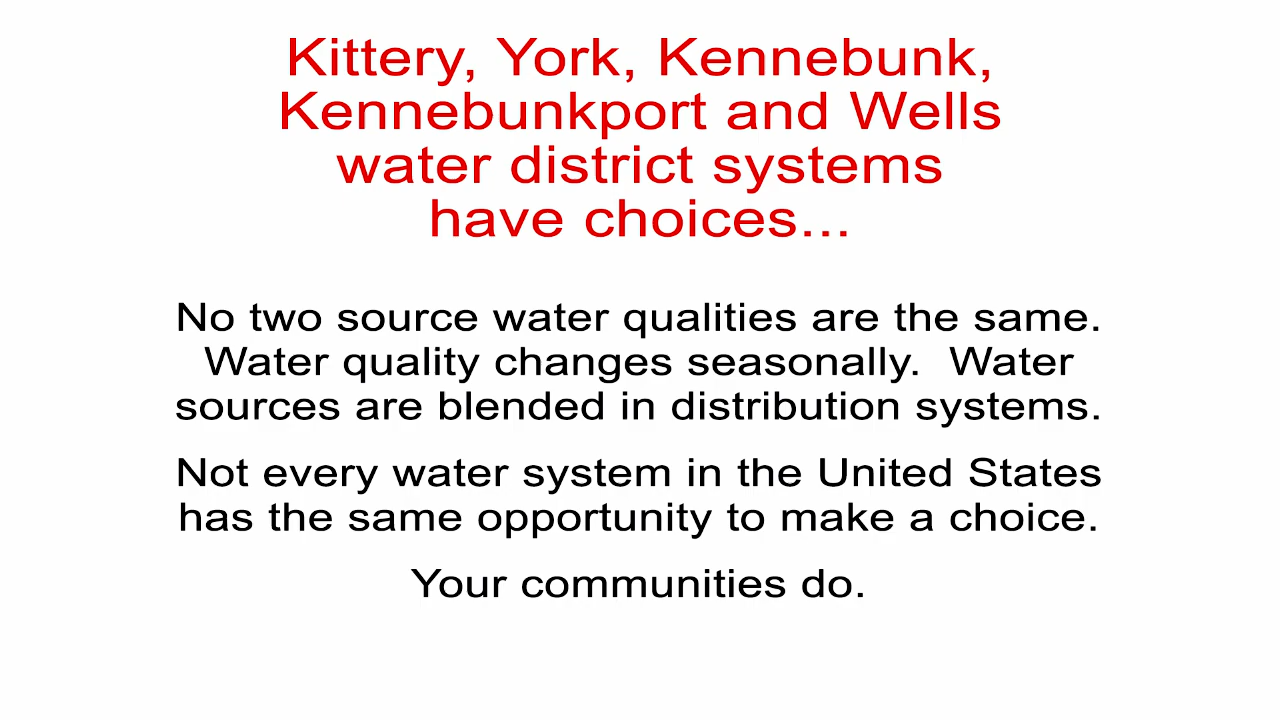 Kittery, York, Kennebunk,
Kennebunkport and Wells
water district systems
have choices...
No two source water qualities are the same.
Water quality changes seasonally.  Water
sources are blended in distribution systems.
Not every water system in the United States
has the same opportunity to make a choice.
Your communities do.